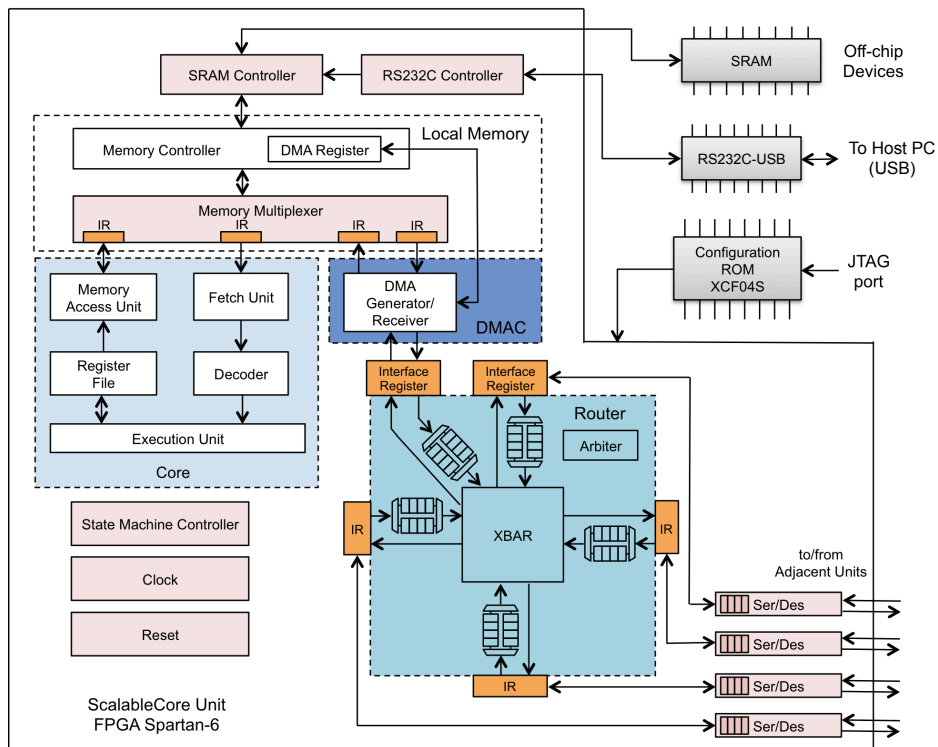 SRAM Controller
RS232C Controller
SRAM
Off-chip
Devices
Local Memory
Memory Controller
DMA Register
RS232C-USB
To Host PC
(USB)
Memory Multiplexer
IR
IR
IR
IR
Configuration
ROM
XCF04S
JTAG
port
Memory
Access Unit
Fetch Unit
DMA
Generator/
Receiver
DMAC
Register
File
Decoder
Interface
Register
Interface
Register
Execution Unit
Core
Router
Arbiter
State Machine Controller
IR
XBAR
IR
Clock
to/from
Adjacent Units
Reset
Ser/Des
Ser/Des
IR
Ser/Des
Ser/Des
ScalableCore Unit
FPGA Spartan-6